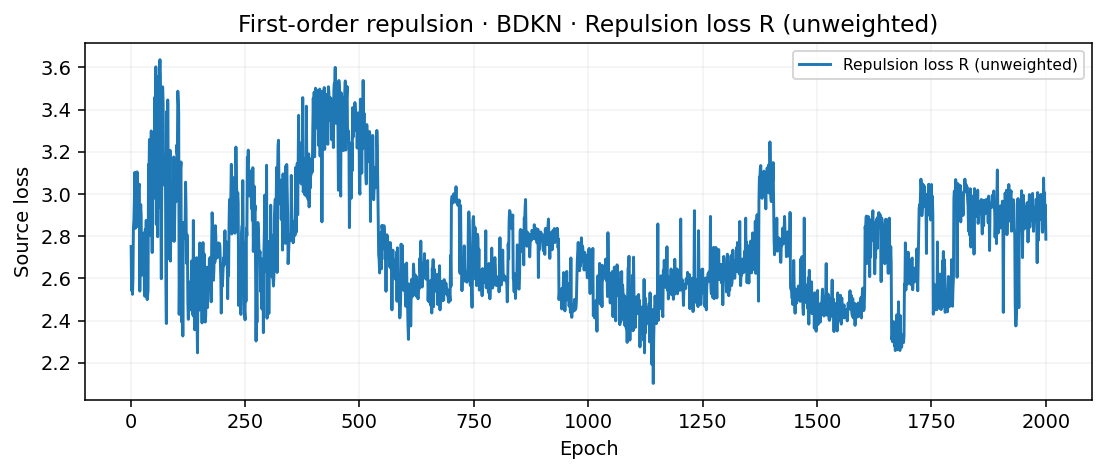 First-order repulsion · BDKN · Repulsion loss R (unweighted)
Repulsion loss R (unweighted)
Source loss
3.6
3.4
3.2
3.0
2.8
2.6
2.4
2.2
0 250 500 750 1000 1250 1500 1750 2000
Epoch